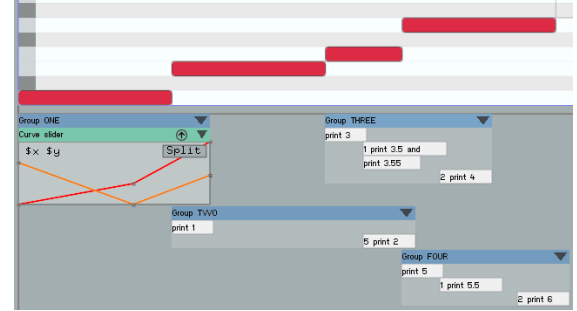 Group ONE
Curve slider
$x $y
Split
Group THREE
print 3
1 print 3.5 and
print 3.55
2 print 4
Group TWO
print 1
5 print 2
Group FOUR
print 5
1 print 5.5
2 print 6